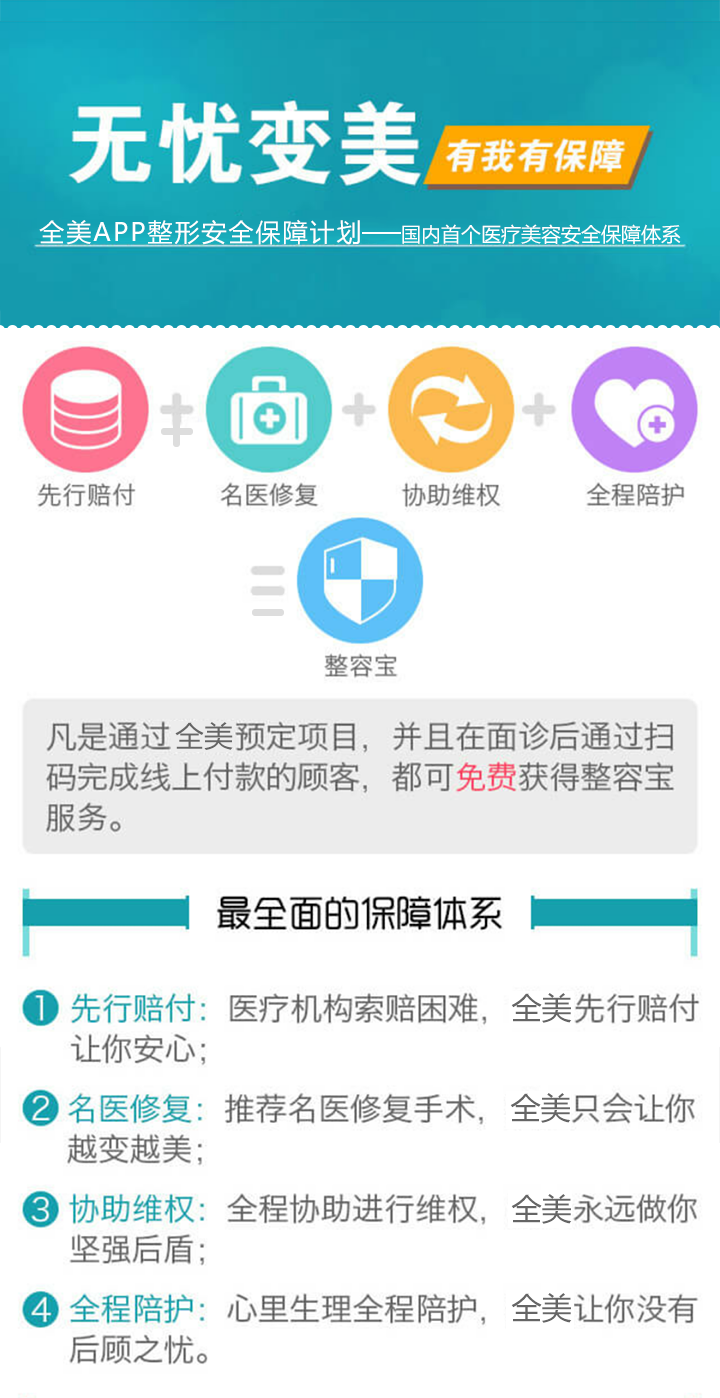 无忧变美
有我有保障
全美APP整形安全保障计划——国内首个医疗美容安全保障体系
先行赔付
名医修复
协助维权
全程陪护
整容宝
凡是通过全美预定项目，并且在面诊后通过扫
码完成线上付款的顾客，都可免费获得整容宝
服务。
最全面的保障体系
1 先行赔付：医疗机构索赔困难，全美先行赔付
让你安心；
2 名医修复：推荐名医修复手术，全美只会让你
越变越美；
3 协助维权：全程协助进行维权，全美永远做你
坚强后盾；
4 全程陪护：心里生理全程陪护，全美让你没有
后顾之忧。